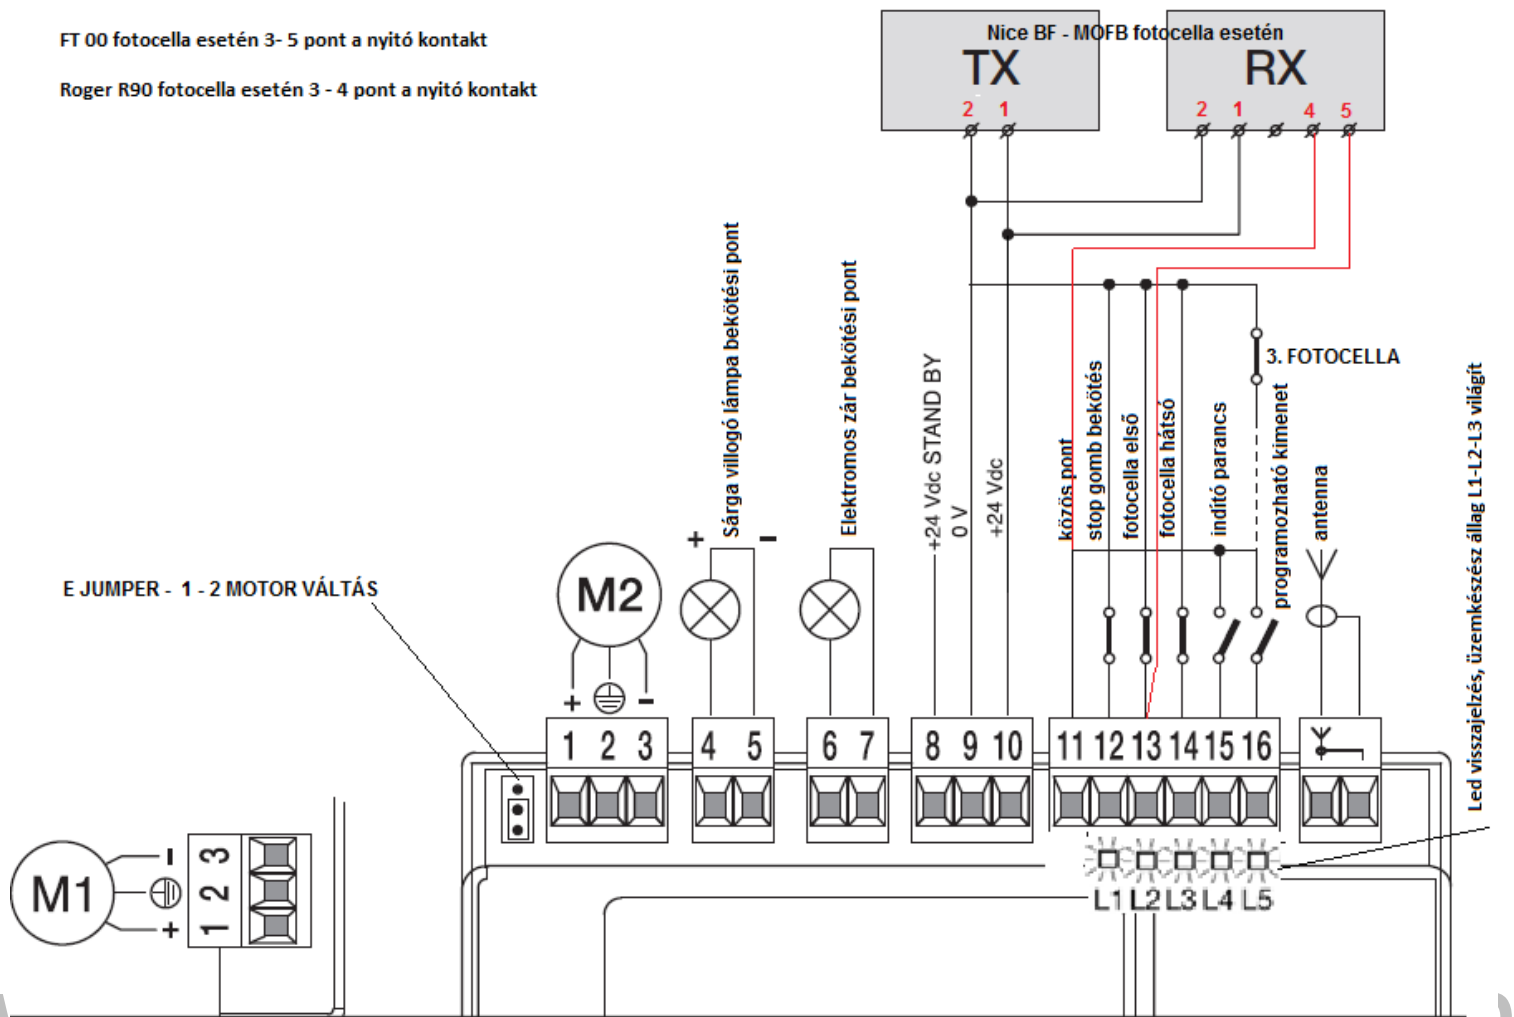 FT 00 fotocella esetén 3- 5 pont a nyitó kontakt
Roger R90 fotocella esetén 3 - 4 pont a nyitó kontakt
Nice BF - MOFB fotocella esetén
TX
RX
2 1
2 1 4 5
Sárga villogó lámpa bekötési pont
Elektromos zár bekötési pont
+24 Vdc STAND BY
0 V
+24 Vdc
közös pont
stop gomb bekötés
fotocella első
fotocella hátsó
indító parancs
programozható kimenet
3. FOTOCELLA
antenna
Led visszajelzés, üzemkészész állag L1-L2-L3 világít
E JUMPER - 1 - 2 MOTOR VÁLTÁS
M2
+ -
+ -
1 2 3
4 5
6 7
8 9 10
11 12 13 14 15 16
L1 L2 L3 L4 L5
M1
- +
3
2
1